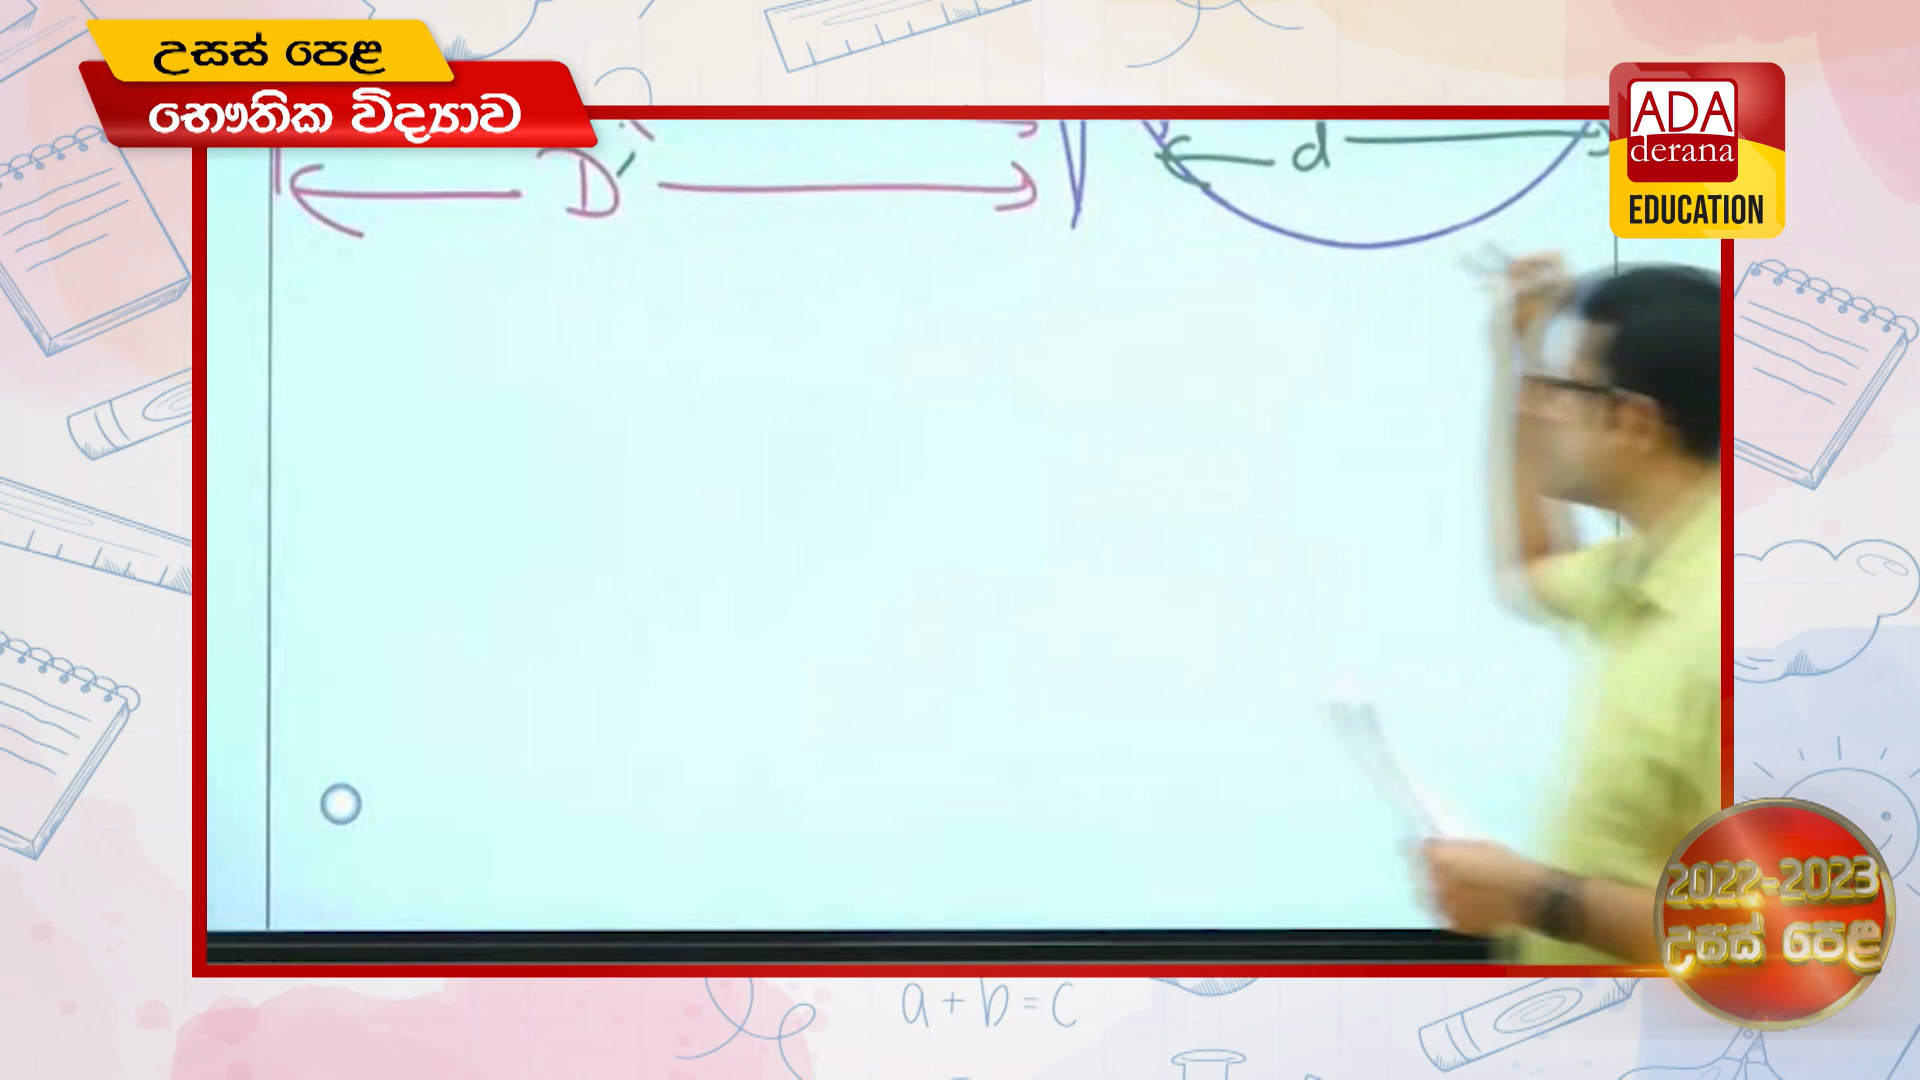 උසස් පෙළ
භෞතික විද්‍යාව
ADA
derana
EDUCATION
D
d
2022-2023
උසස් පෙළ
a + b = c